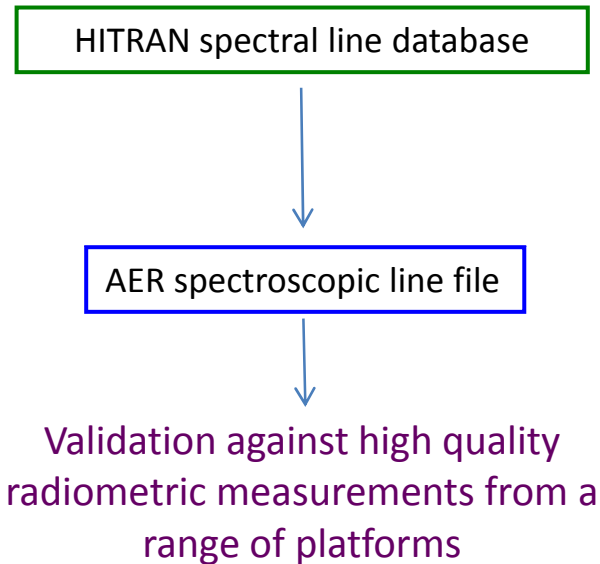 HITRAN spectral line database
AER spectroscopic line file
Validation against high quality
radiometric measurements from a
range of platforms